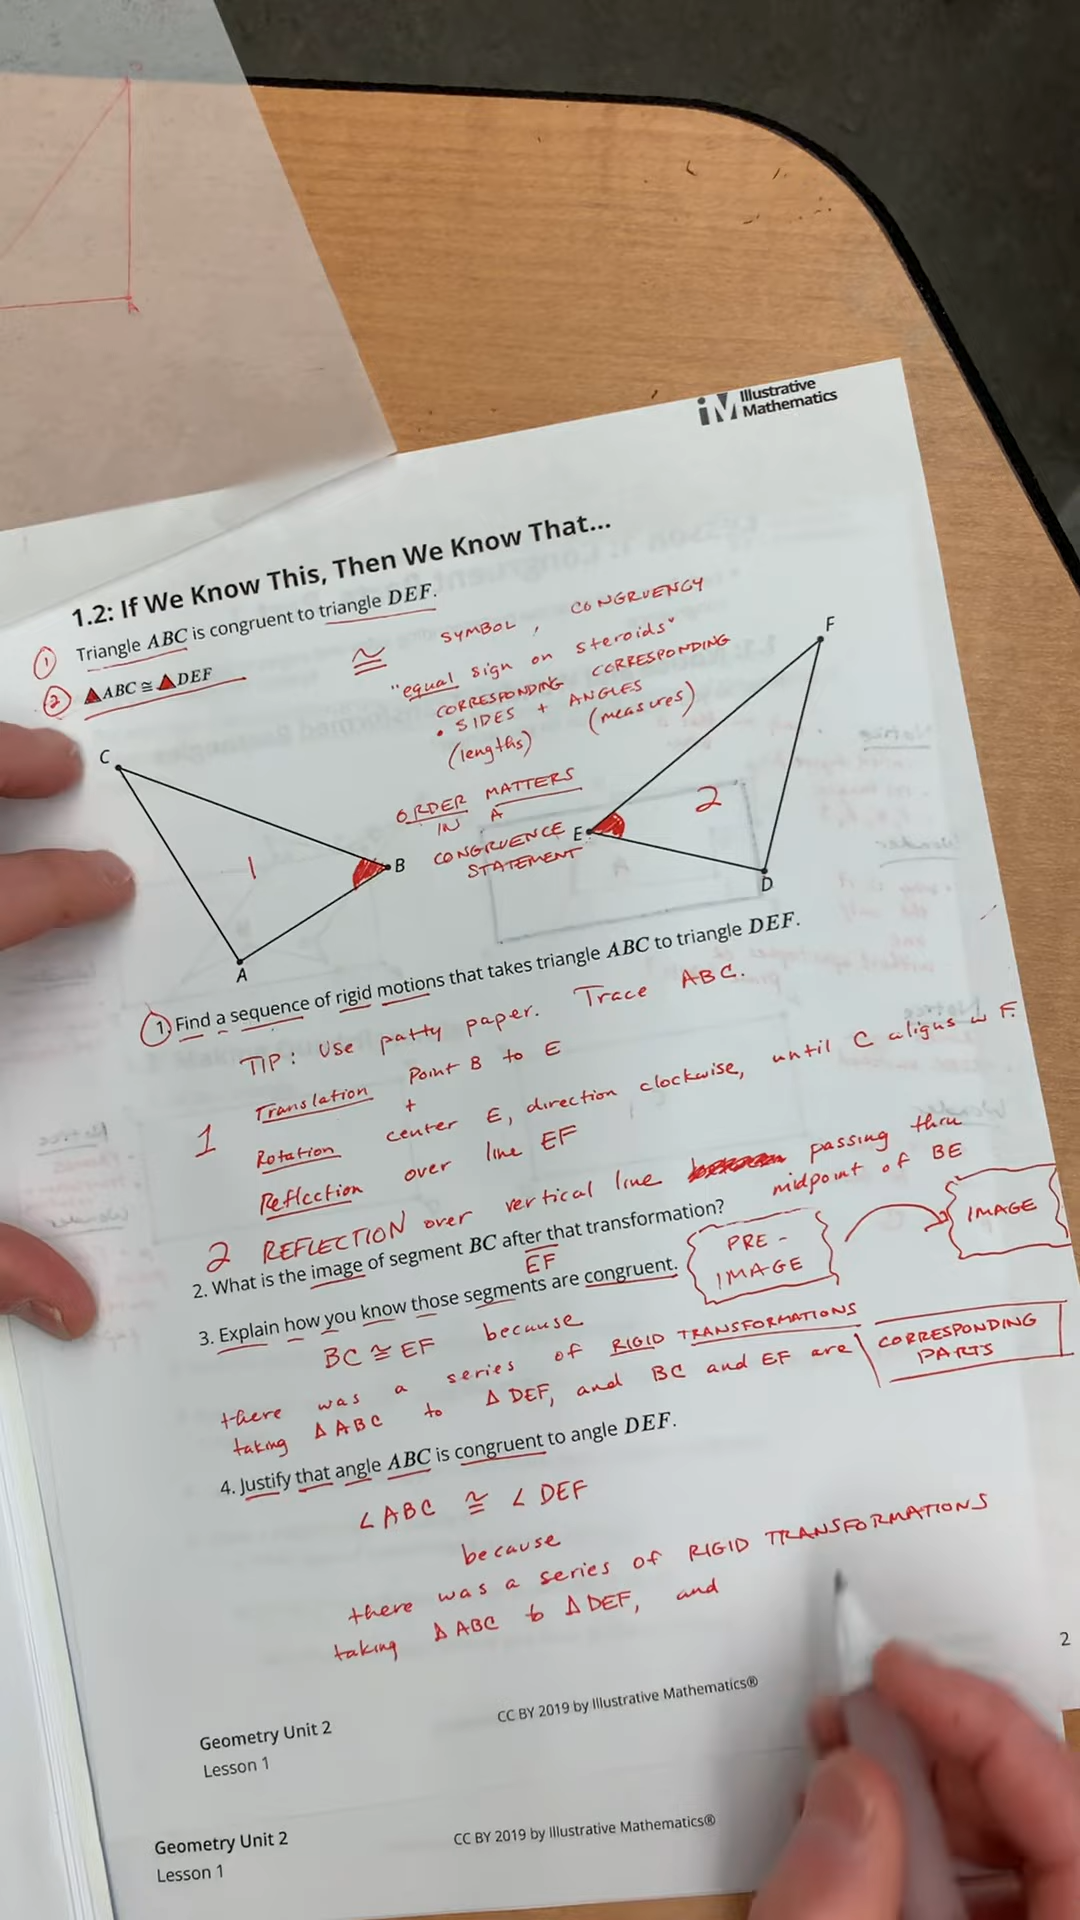 Illustrative
Mathematics
1.2: If We Know This, Then We Know That...
1 Triangle ABC is congruent to triangle DEF.
2 ▲ABC ≅ ▲DEF
≅ SYMBOL, CONGRUENCY
"equal sign on steroids"
CORRESPONDING CORRESPONDING
• SIDES + ANGLES
(lengths) (measures)
ORDER MATTERS
IN A
CONGRUENCE
STATEMENT
C
1
B
A
F
2
E
D
1. Find a sequence of rigid motions that takes triangle ABC to triangle DEF.
TIP: Use patty paper. Trace ABC.
1 Translation Point B to E
+
Rotation center E, direction clockwise, until C aligns w F.
Reflection over line EF
2 REFLECTION over vertical line passing thru
midpoint of BE
2. What is the image of segment BC after that transformation?
EF
PRE-
IMAGE
IMAGE
3. Explain how you know those segments are congruent.
BC ≅ EF because
there was a series of RIGID TRANSFORMATIONS
taking ∆ ABC to ∆ DEF, and BC and EF are
CORRESPONDING
PARTS
4. Justify that angle ABC is congruent to angle DEF.
∠ABC ≅ ∠DEF
because
there was a series of RIGID TRANSFORMATIONS
taking ∆ ABC to ∆ DEF, and
2
Geometry Unit 2
Lesson 1
CC BY 2019 by Illustrative Mathematics®
Geometry Unit 2
Lesson 1
CC BY 2019 by Illustrative Mathematics®